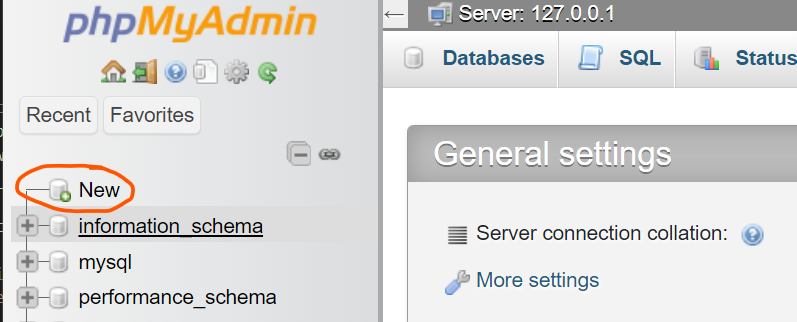 phpMyAdmin
Recent Favorites
New
information_schema
mysql
performance_schema
Server: 127.0.0.1
Databases SQL Status
General settings
Server connection collation:
More settings